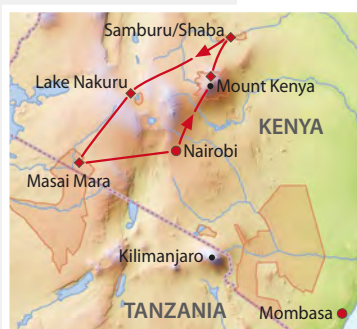 Samburu/Shaba
Lake Nakuru
Mount Kenya
KENYA
Nairobi
Masai Mara
Kilimanjaro
TANZANIA
Mombasa